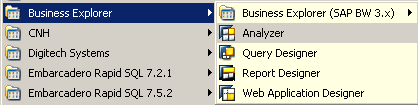 Business Explorer
CNH
Digitech Systems
Embarcadero Rapid SQL 7.2.1
Embarcadero Rapid SQL 7.5.2
Business Explorer (SAP BW 3.x)
Analyzer
Query Designer
Report Designer
Web Application Designer